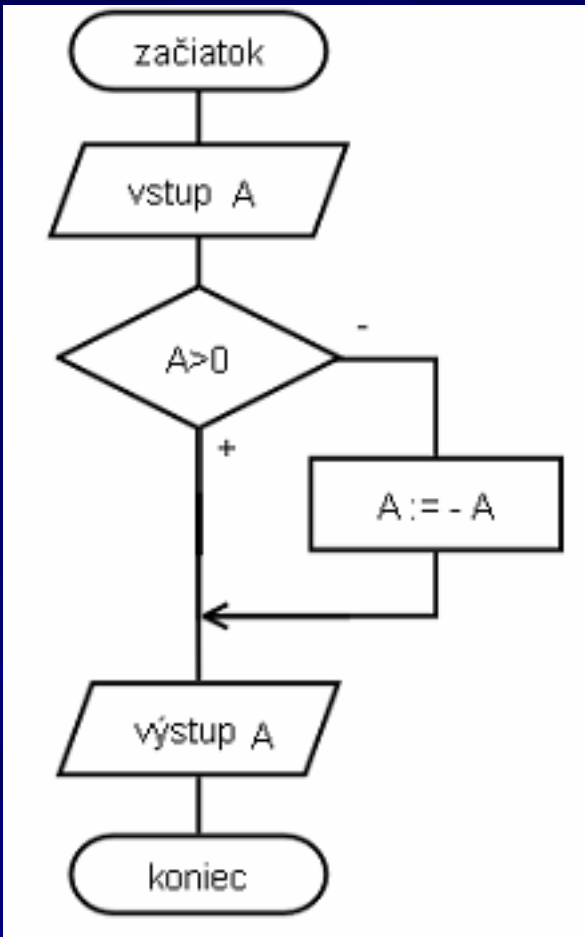 začiatok
vstup A
A>0
-
+
A := - A
výstup A
koniec